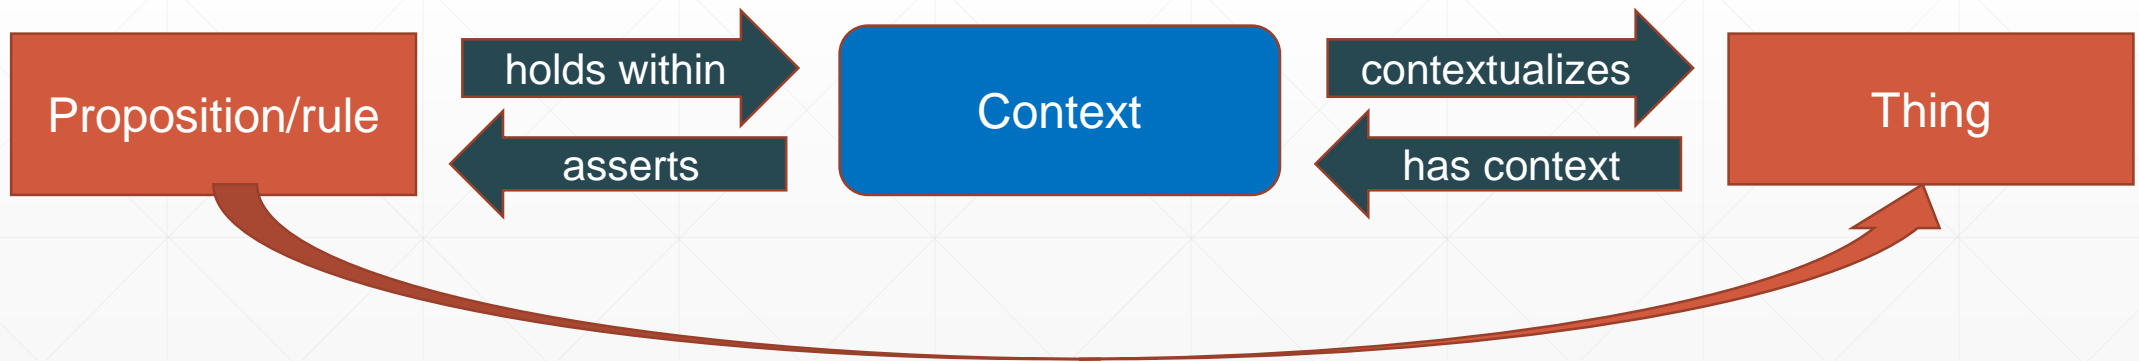 Proposition/rule
holds within
asserts
Context
contextualizes
has context
Thing